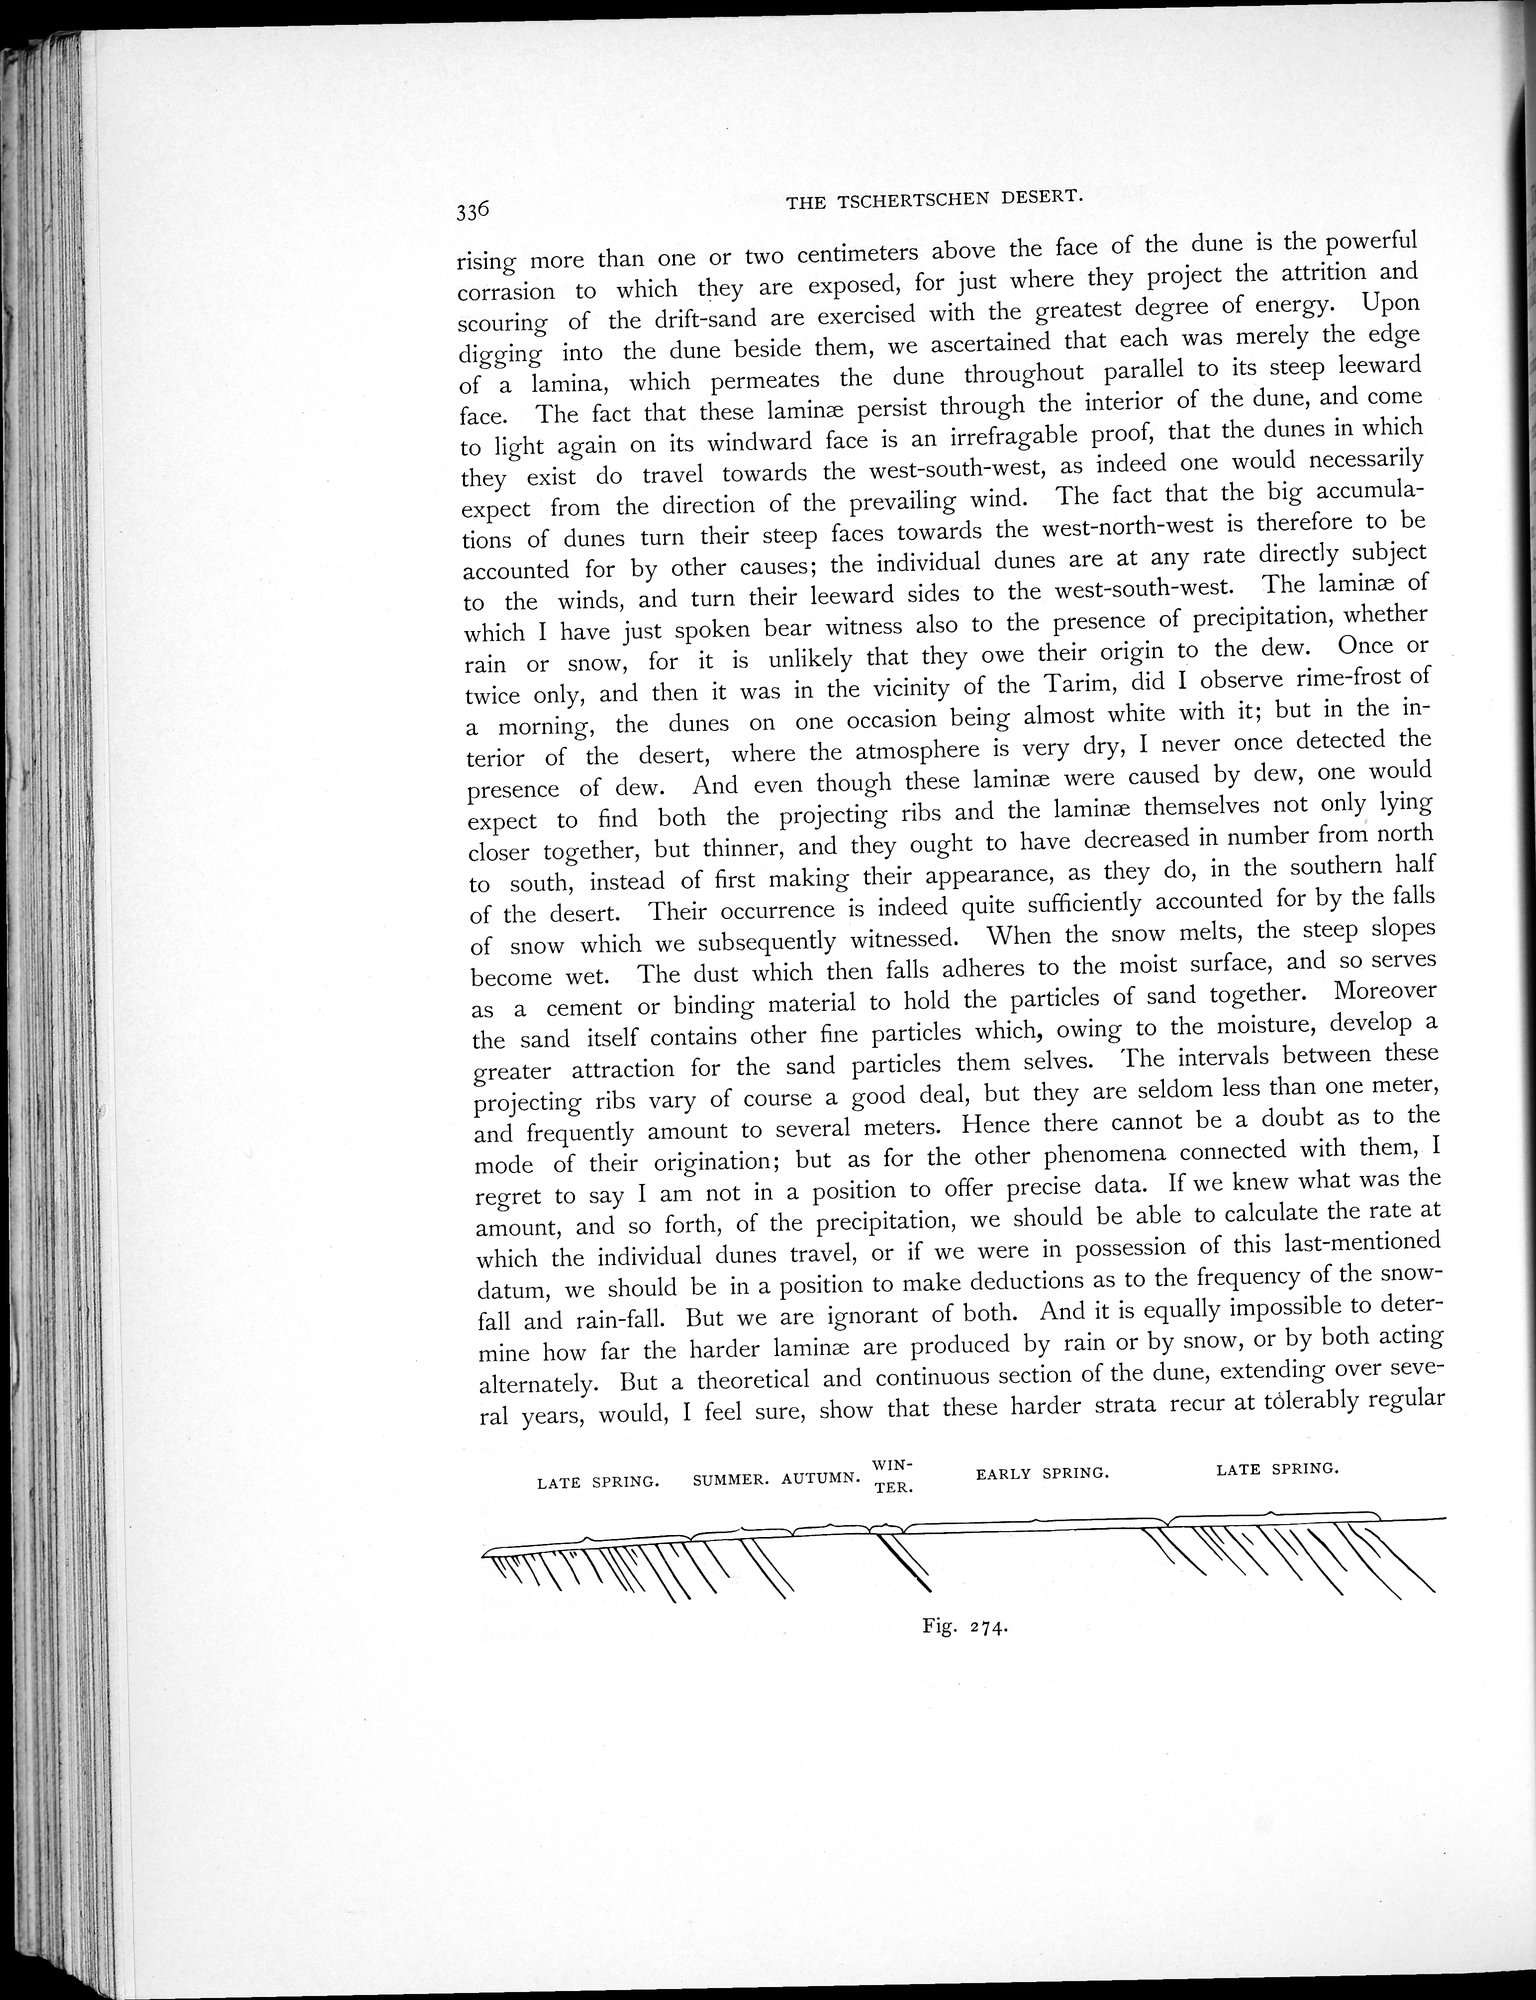 336
THE TSCHERTSCHEN DESERT.
rising more than one or two centimeters above the face of the dune is the powerful
corrasion to which they are exposed, for just where they project the attrition and
scouring of the drift-sand are exercised with the greatest degree of energy. Upon
digging into the dune beside them, we ascertained that each was merely the edge
of a lamina, which permeates the dune throughout parallel to its steep leeward
face. The fact that these laminæ persist through the interior of the dune, and come
to light again on its windward face is an irrefragable proof, that the dunes in which
they exist do travel towards the west-south-west, as indeed one would necessarily
expect from the direction of the prevailing wind. The fact that the big accumula-
tions of dunes turn their steep faces towards the west-north-west is therefore to be
accounted for by other causes; the individual dunes are at any rate directly subject
to the winds, and turn their leeward sides to the west-south-west. The laminæ of
which I have just spoken bear witness also to the presence of precipitation, whether
rain or snow, for it is unlikely that they owe their origin to the dew. Once or
twice only, and then it was in the vicinity of the Tarim, did I observe rime-frost of
a morning, the dunes on one occasion being almost white with it; but in the in-
terior of the desert, where the atmosphere is very dry, I never once detected the
presence of dew. And even though these laminæ were caused by dew, one would
expect to find both the projecting ribs and the laminæ themselves not only lying
closer together, but thinner, and they ought to have decreased in number from north
to south, instead of first making their appearance, as they do, in the southern half
of the desert. Their occurrence is indeed quite sufficiently accounted for by the falls
of snow which we subsequently witnessed. When the snow melts, the steep slopes
become wet. The dust which then falls adheres to the moist surface, and so serves
as a cement or binding material to hold the particles of sand together. Moreover
the sand itself contains other fine particles which, owing to the moisture, develop a
greater attraction for the sand particles them selves. The intervals between these
projecting ribs vary of course a good deal, but they are seldom less than one meter,
and frequently amount to several meters. Hence there cannot be a doubt as to the
mode of their origination; but as for the other phenomena connected with them, I
regret to say I am not in a position to offer precise data. If we knew what was the
amount, and so forth, of the precipitation, we should be able to calculate the rate at
which the individual dunes travel, or if we were in possession of this last-mentioned
datum, we should be in a position to make deductions as to the frequency of the snow-
fall and rain-fall. But we are ignorant of both. And it is equally impossible to deter-
mine how far the harder laminæ are produced by rain or by snow, or by both acting
alternately. But a theoretical and continuous section of the dune, extending over seve-
ral years, would, I feel sure, show that these harder strata recur at tolerably regular
LATE SPRING. SUMMER. AUTUMN. WIN-
TER. EARLY SPRING. LATE SPRING.
Fig. 274.